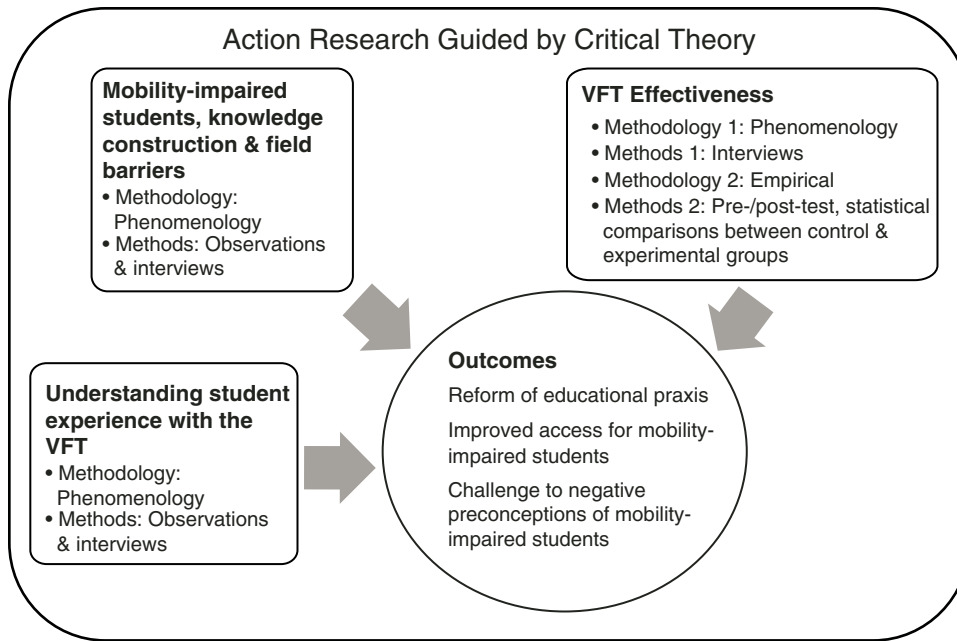 Action Research Guided by Critical Theory
Mobility-impaired
students, knowledge
construction & field
barriers
• Methodology:
Phenomenology
• Methods: Observations
& interviews
VFT Effectiveness
• Methodology 1: Phenomenology
• Methods 1: Interviews
• Methodology 2: Empirical
• Methods 2: Pre-/post-test, statistical
comparisons between control &
experimental groups
Understanding student
experience with the
VFT
• Methodology:
Phenomenology
• Methods: Observations
& interviews
Outcomes
Reform of educational praxis
Improved access for mobility-
impaired students
Challenge to negative
preconceptions of mobility-
impaired students